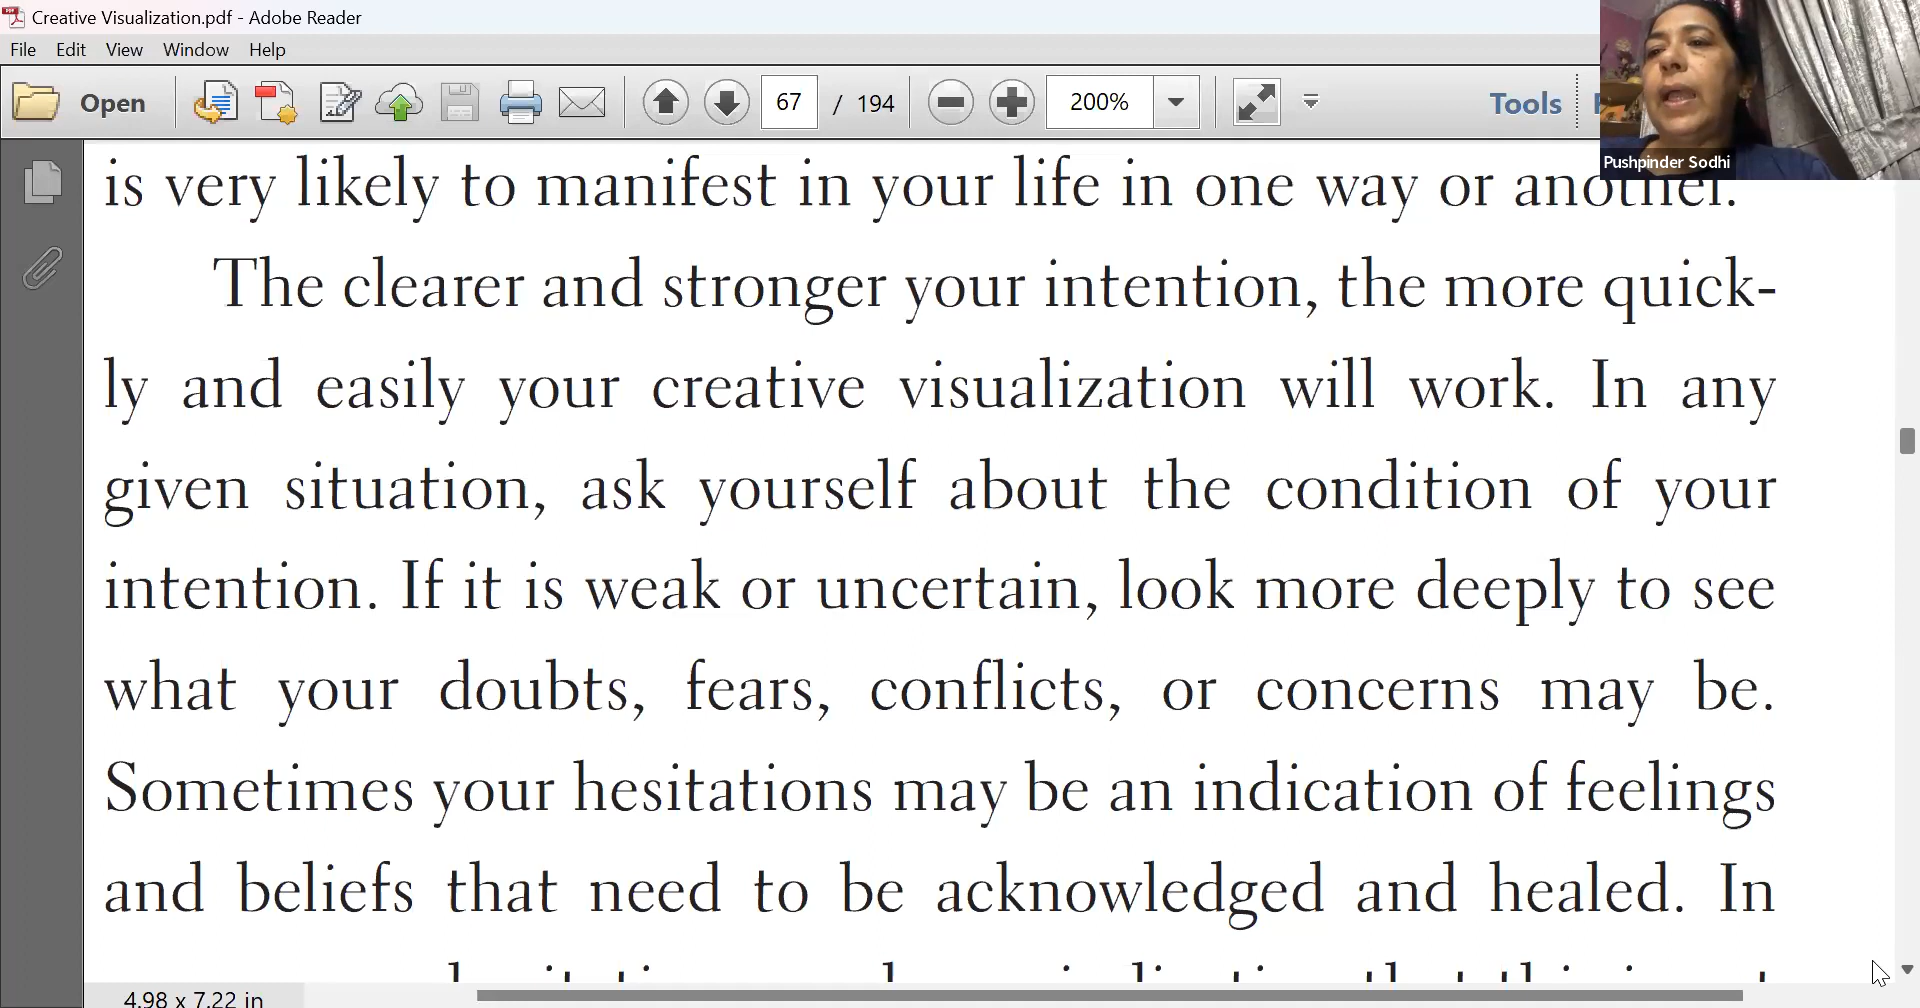 Creative Visualization.pdf - Adobe Reader
File Edit View Window Help
Open 67 / 194 200% Tools
Pushpinder Sodhi
is very likely to manifest in your life in one way or another.
The clearer and stronger your intention, the more quick-
ly and easily your creative visualization will work. In any
given situation, ask yourself about the condition of your
intention. If it is weak or uncertain, look more deeply to see
what your doubts, fears, conflicts, or concerns may be.
Sometimes your hesitations may be an indication of feelings
and beliefs that need to be acknowledged and healed. In
4.98 x 7.22 in